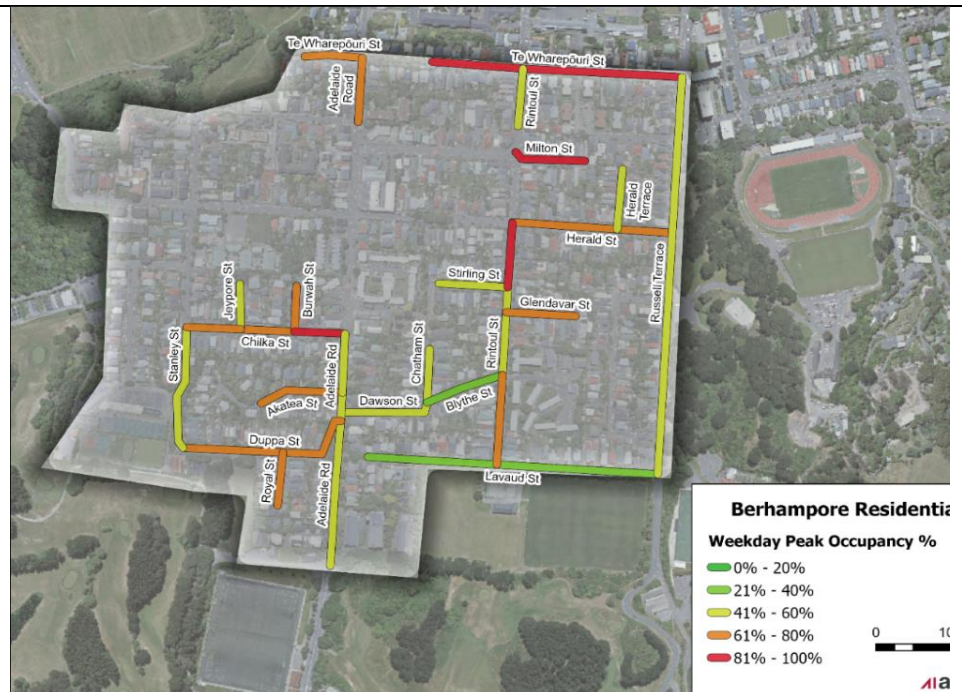 Te Wharepōuri St
Te Wharepōuri St
Adelaide
Road
Rintoul St
Milton St
Herald
Terrace
Herald St
Russell Terrace
Stirling St
Glendavar St
Jeypore St
Burwah St
Chilka St
Stanley St
Adelaide Rd
Chatham St
Rintoul St
Akatea St
Dawson St
Blythe St
Duppa St
Royal St
Adelaide Rd
Lavaud St
Berhampore Residentia
Weekday Peak Occupancy %
0% - 20%
21% - 40%
41% - 60%
61% - 80%
81% - 100%
0 10